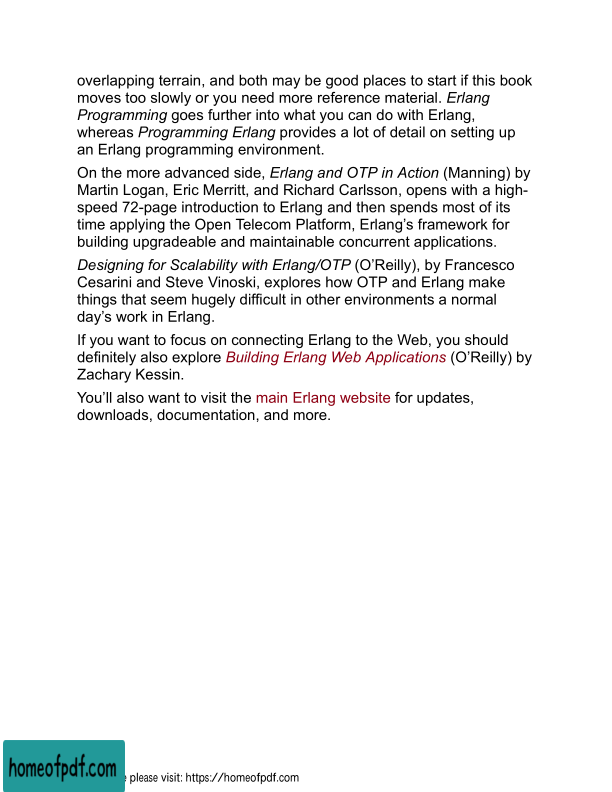 overlapping terrain, and both may be good places to start if this book
moves too slowly or you need more reference material. Erlang
Programming goes further into what you can do with Erlang,
whereas Programming Erlang provides a lot of detail on setting up
an Erlang programming environment.
On the more advanced side, Erlang and OTP in Action (Manning) by
Martin Logan, Eric Merritt, and Richard Carlsson, opens with a high-
speed 72-page introduction to Erlang and then spends most of its
time applying the Open Telecom Platform, Erlang’s framework for
building upgradeable and maintainable concurrent applications.
Designing for Scalability with Erlang/OTP (O’Reilly), by Francesco
Cesarini and Steve Vinoski, explores how OTP and Erlang make
things that seem hugely difficult in other environments a normal
day’s work in Erlang.
If you want to focus on connecting Erlang to the Web, you should
definitely also explore Building Erlang Web Applications (O’Reilly) by
Zachary Kessin.
You’ll also want to visit the main Erlang website for updates,
downloads, documentation, and more.
homeofpdf.com
please visit: https://homeofpdf.com